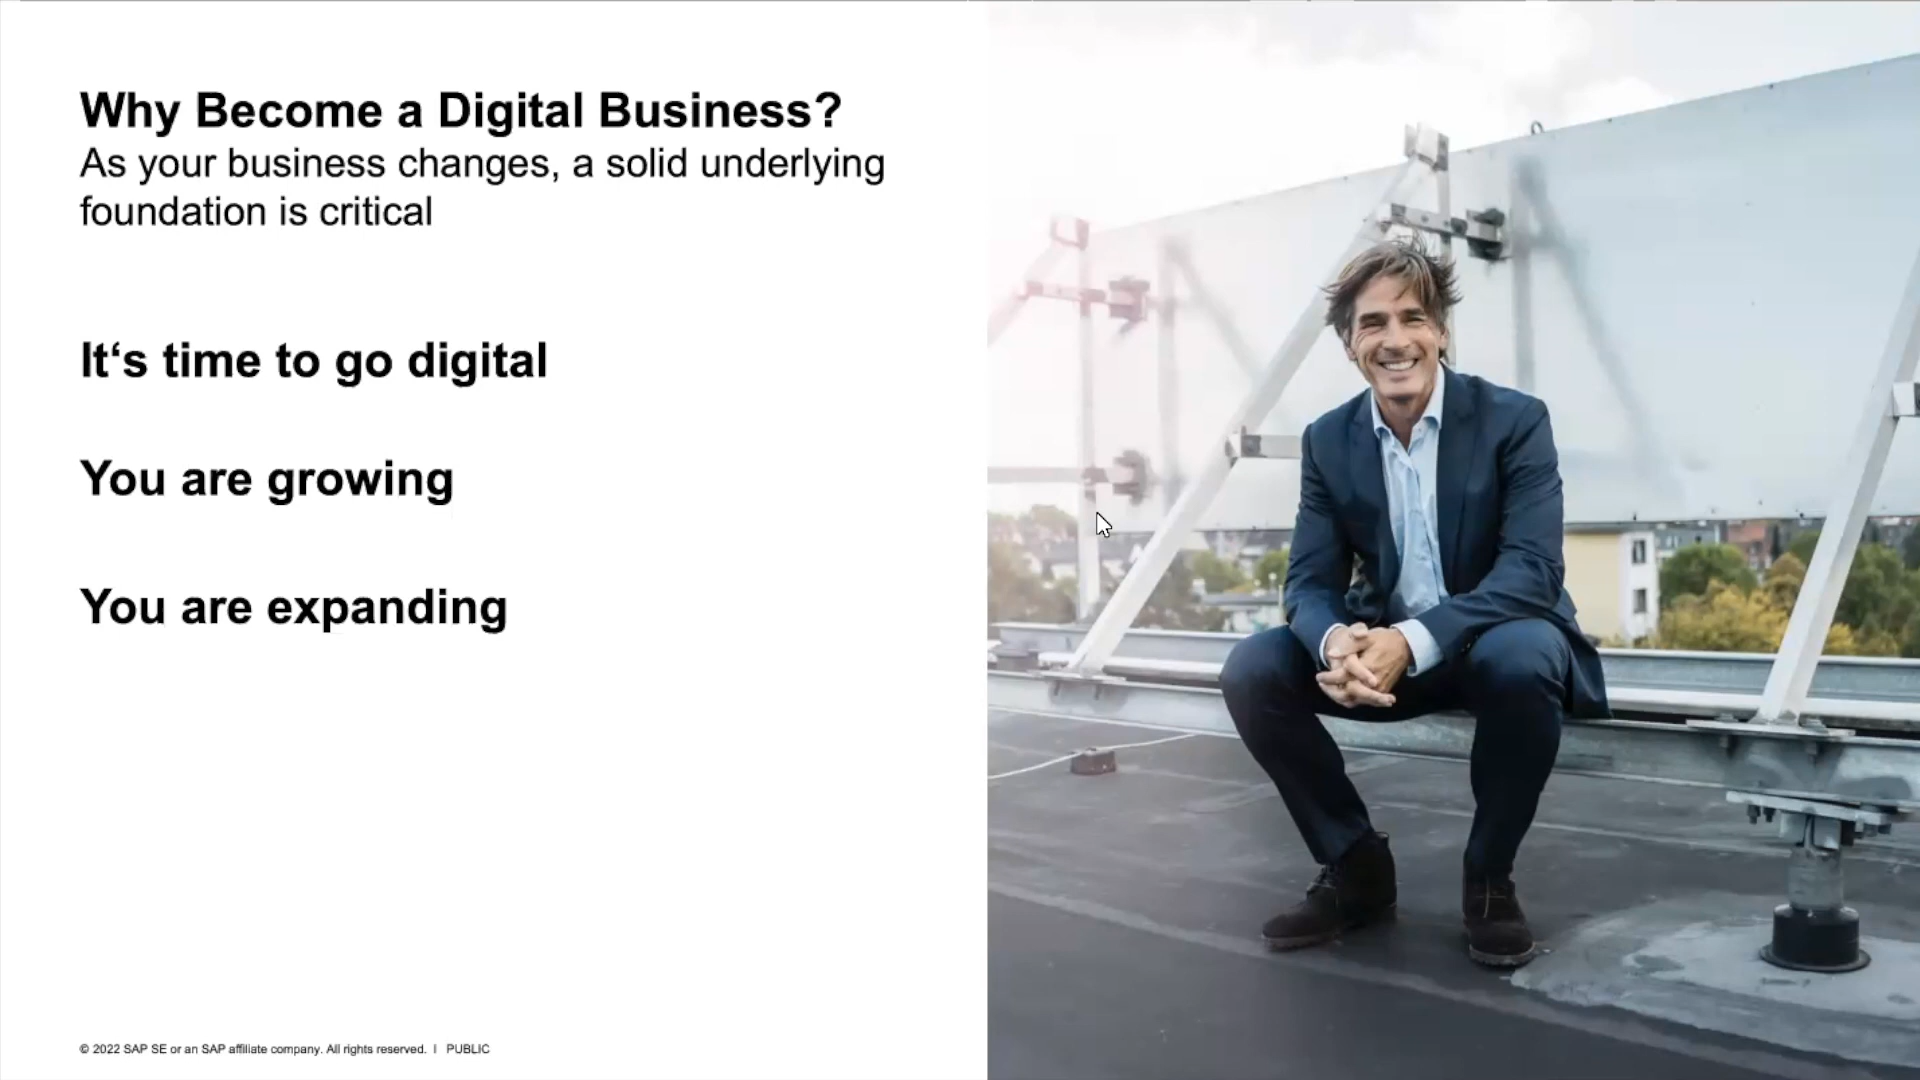 Why Become a Digital Business?
As your business changes, a solid underlying
foundation is critical
It‘s time to go digital
You are growing
You are expanding
© 2022 SAP SE or an SAP affiliate company. All rights reserved. I PUBLIC